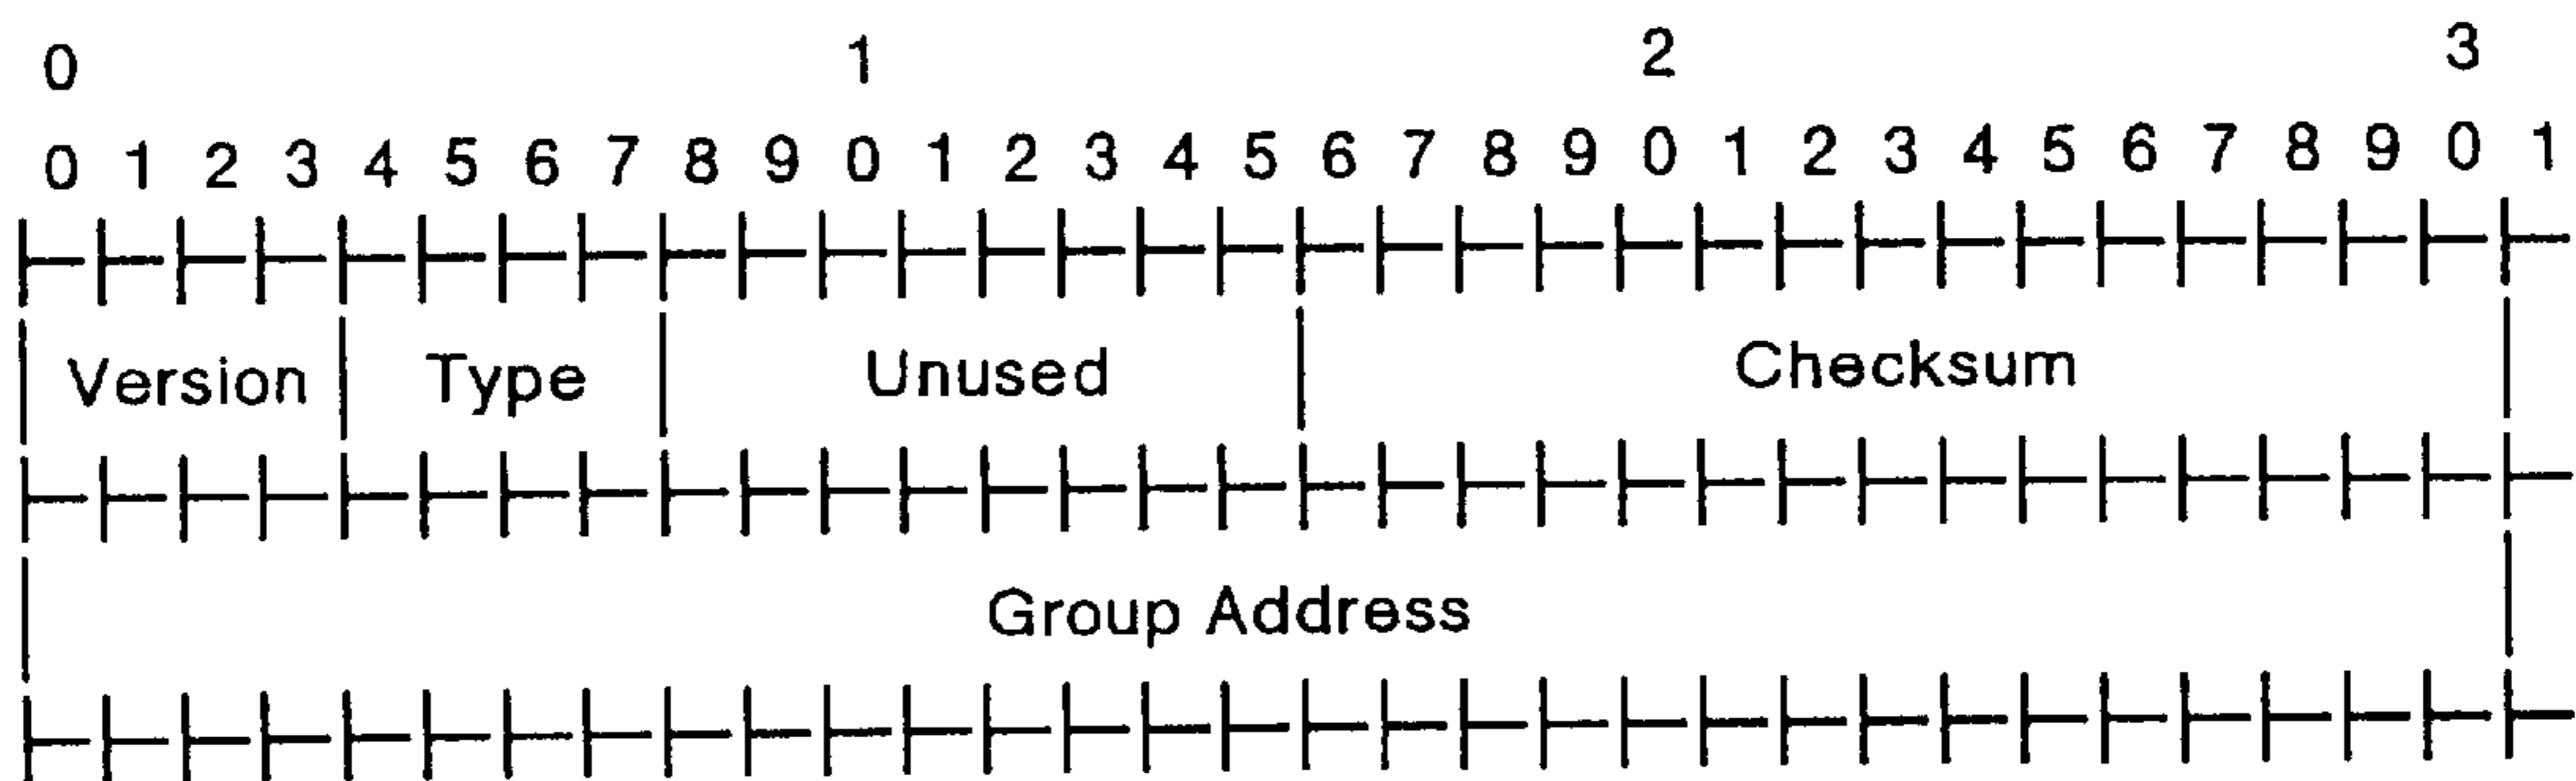 0 1 2 3
0 1 2 3 4 5 6 7 8 9 0 1 2 3 4 5 6 7 8 9 0 1 2 3 4 5 6 7 8 9 0 1
Version Type Unused Checksum
Group Address